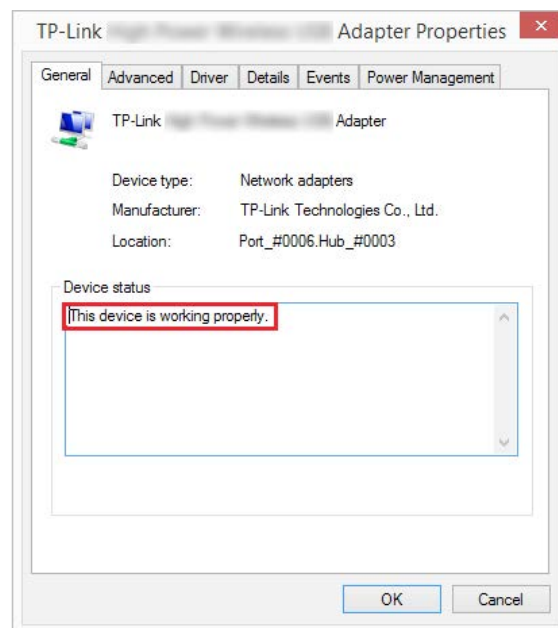 TP-Link Adapter Properties
General Advanced Driver Details Events Power Management
TP-Link Adapter
Device type: Network adapters
Manufacturer: TP-Link Technologies Co., Ltd.
Location: Port_#0006.Hub_#0003
Device status
This device is working properly.
OK Cancel